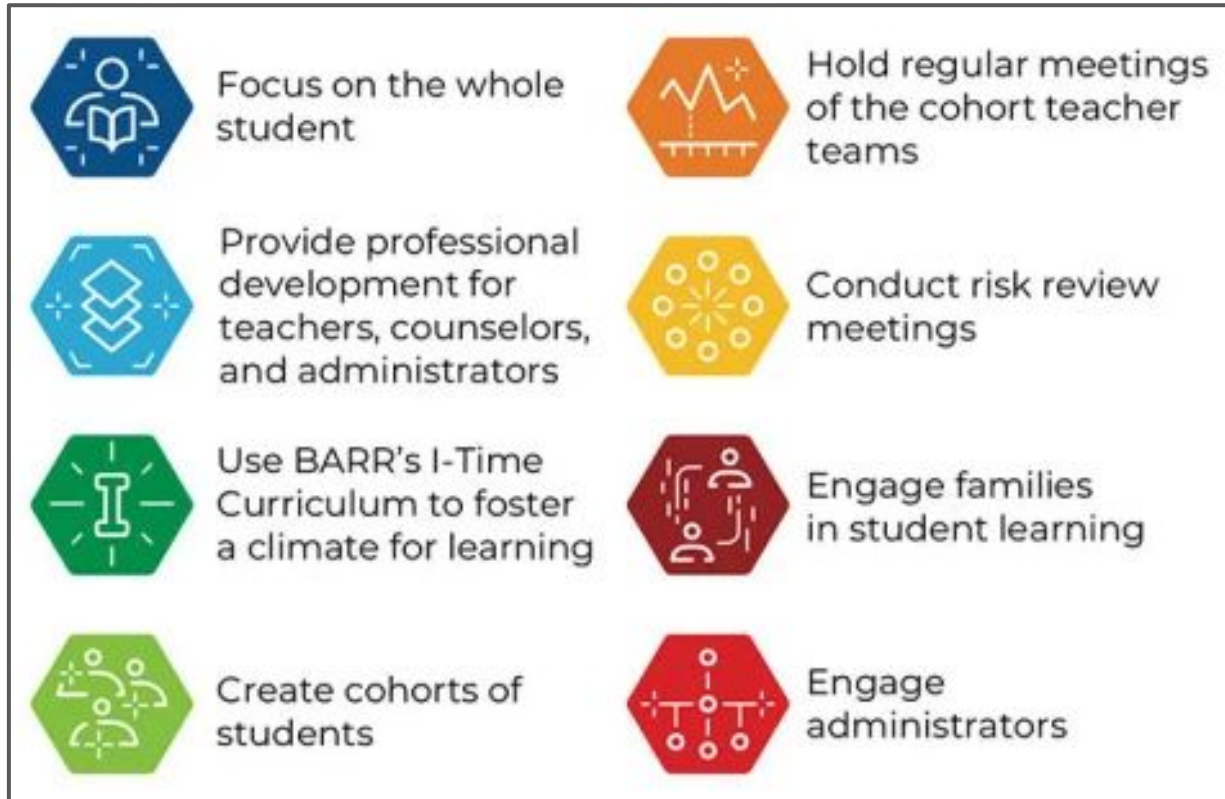 Focus on the whole
student
Provide professional
development for
teachers, counselors,
and administrators
Use BARR’s I-Time
Curriculum to foster
a climate for learning
Create cohorts of
students
Hold regular meetings
of the cohort teacher
teams
Conduct risk review
meetings
Engage families
in student learning
Engage
administrators